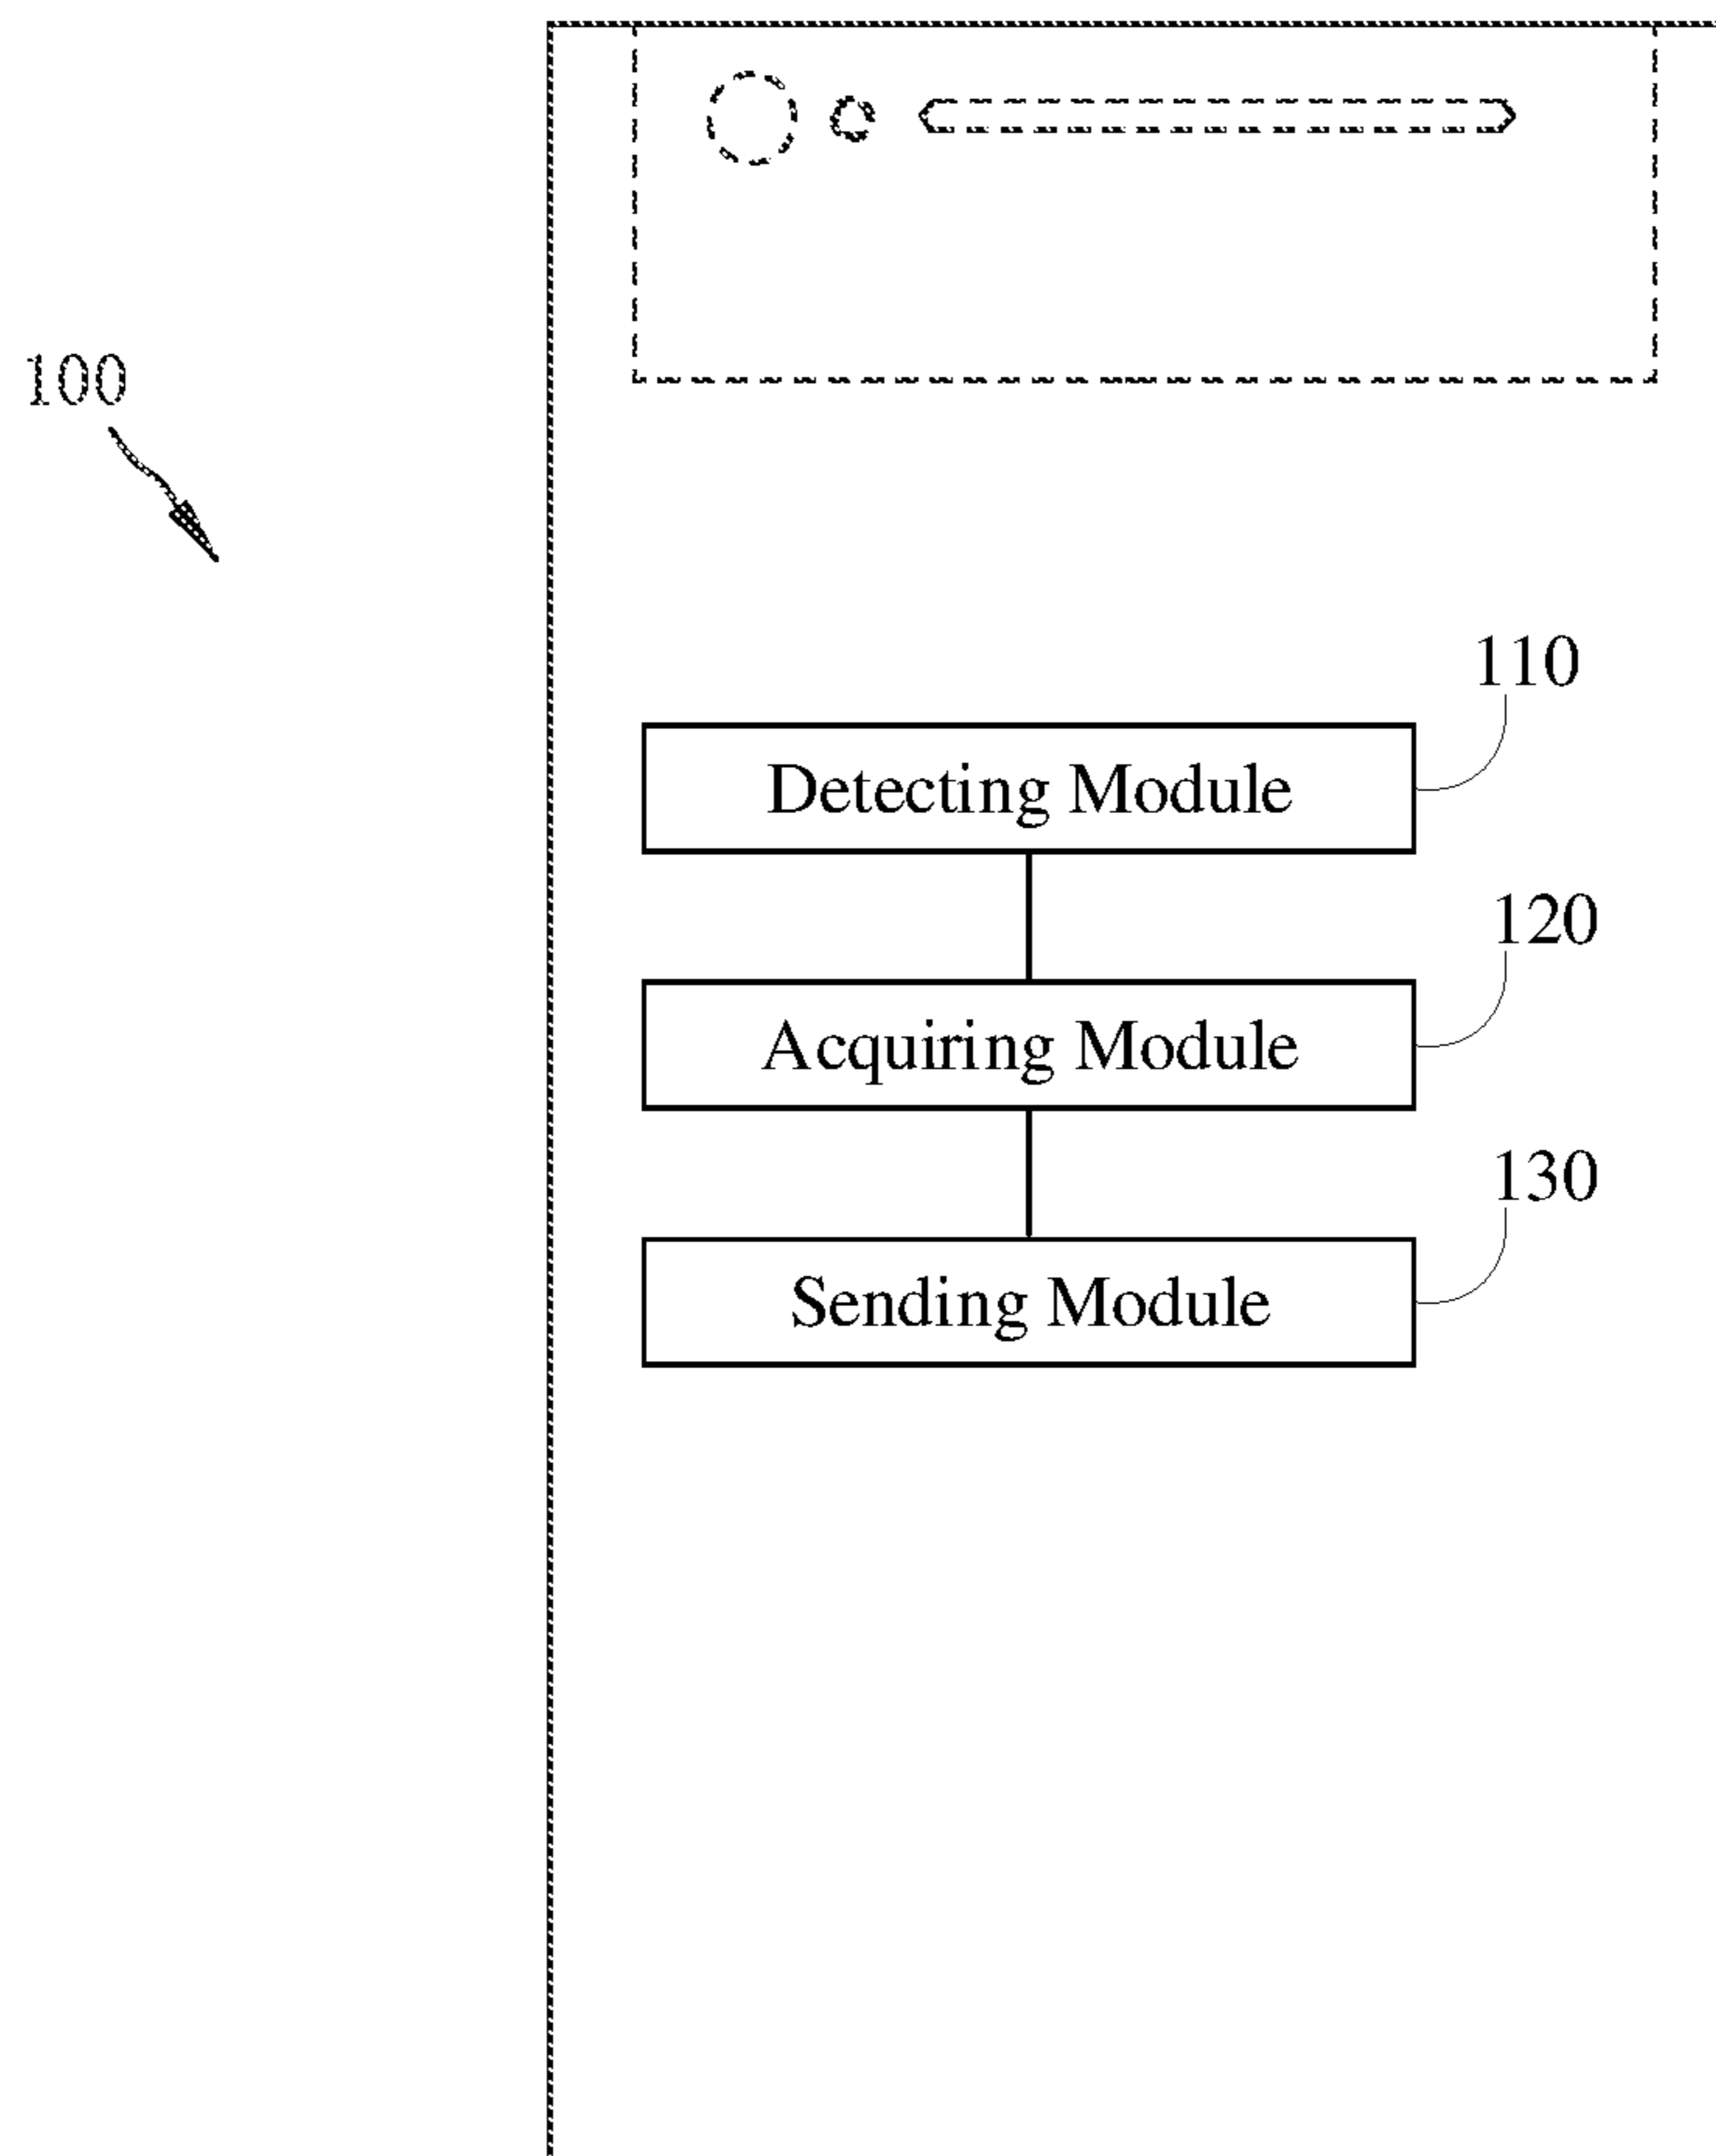 100
110
Detecting Module
120
Acquiring Module
130
Sending Module